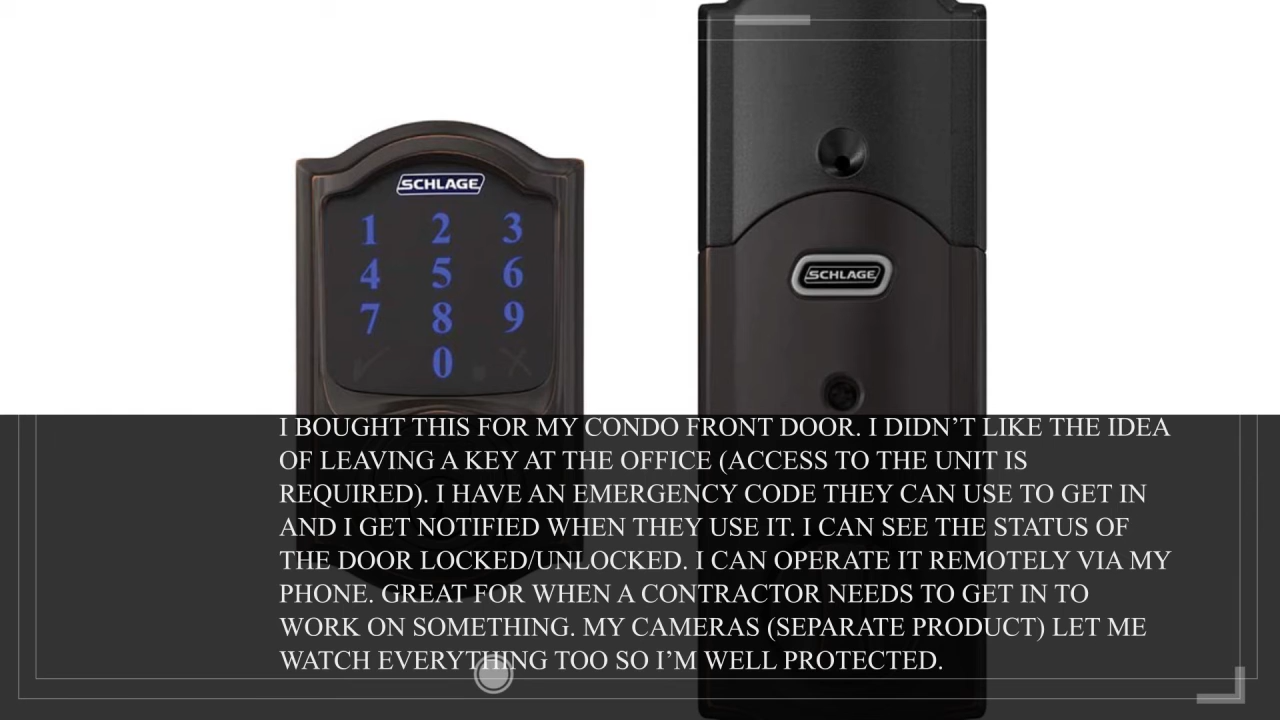 SCHLAGE
1 2 3
4 5 6
7 8 9
0
SCHLAGE
I BOUGHT THIS FOR MY CONDO FRONT DOOR. I DIDN’T LIKE THE IDEA
OF LEAVING A KEY AT THE OFFICE (ACCESS TO THE UNIT IS
REQUIRED). I HAVE AN EMERGENCY CODE THEY CAN USE TO GET IN
AND I GET NOTIFIED WHEN THEY USE IT. I CAN SEE THE STATUS OF
THE DOOR LOCKED/UNLOCKED. I CAN OPERATE IT REMOTELY VIA MY
PHONE. GREAT FOR WHEN A CONTRACTOR NEEDS TO GET IN TO
WORK ON SOMETHING. MY CAMERAS (SEPARATE PRODUCT) LET ME
WATCH EVERYTHING TOO SO I’M WELL PROTECTED.